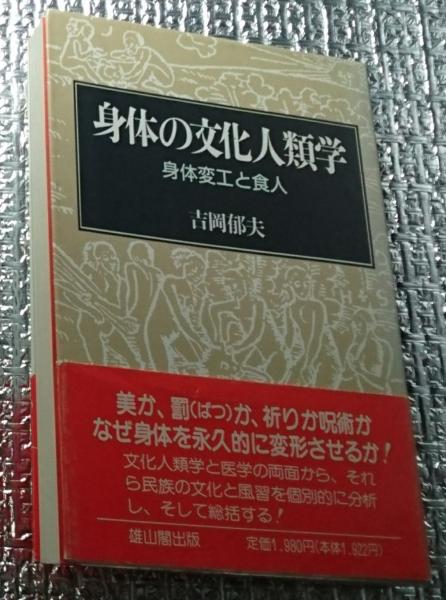 身体の文化人類学
身体変工と食人
吉岡郁夫
美か、罰(ばつ)か、祈りか呪術か
なぜ身体を永久的に変形させるか!
文化人類学と医学の両面から、それ
ら民族の文化と風習を個別的に分析
し、そして総括する!
雄山閣出版 定価1,980円(本体1,922円)